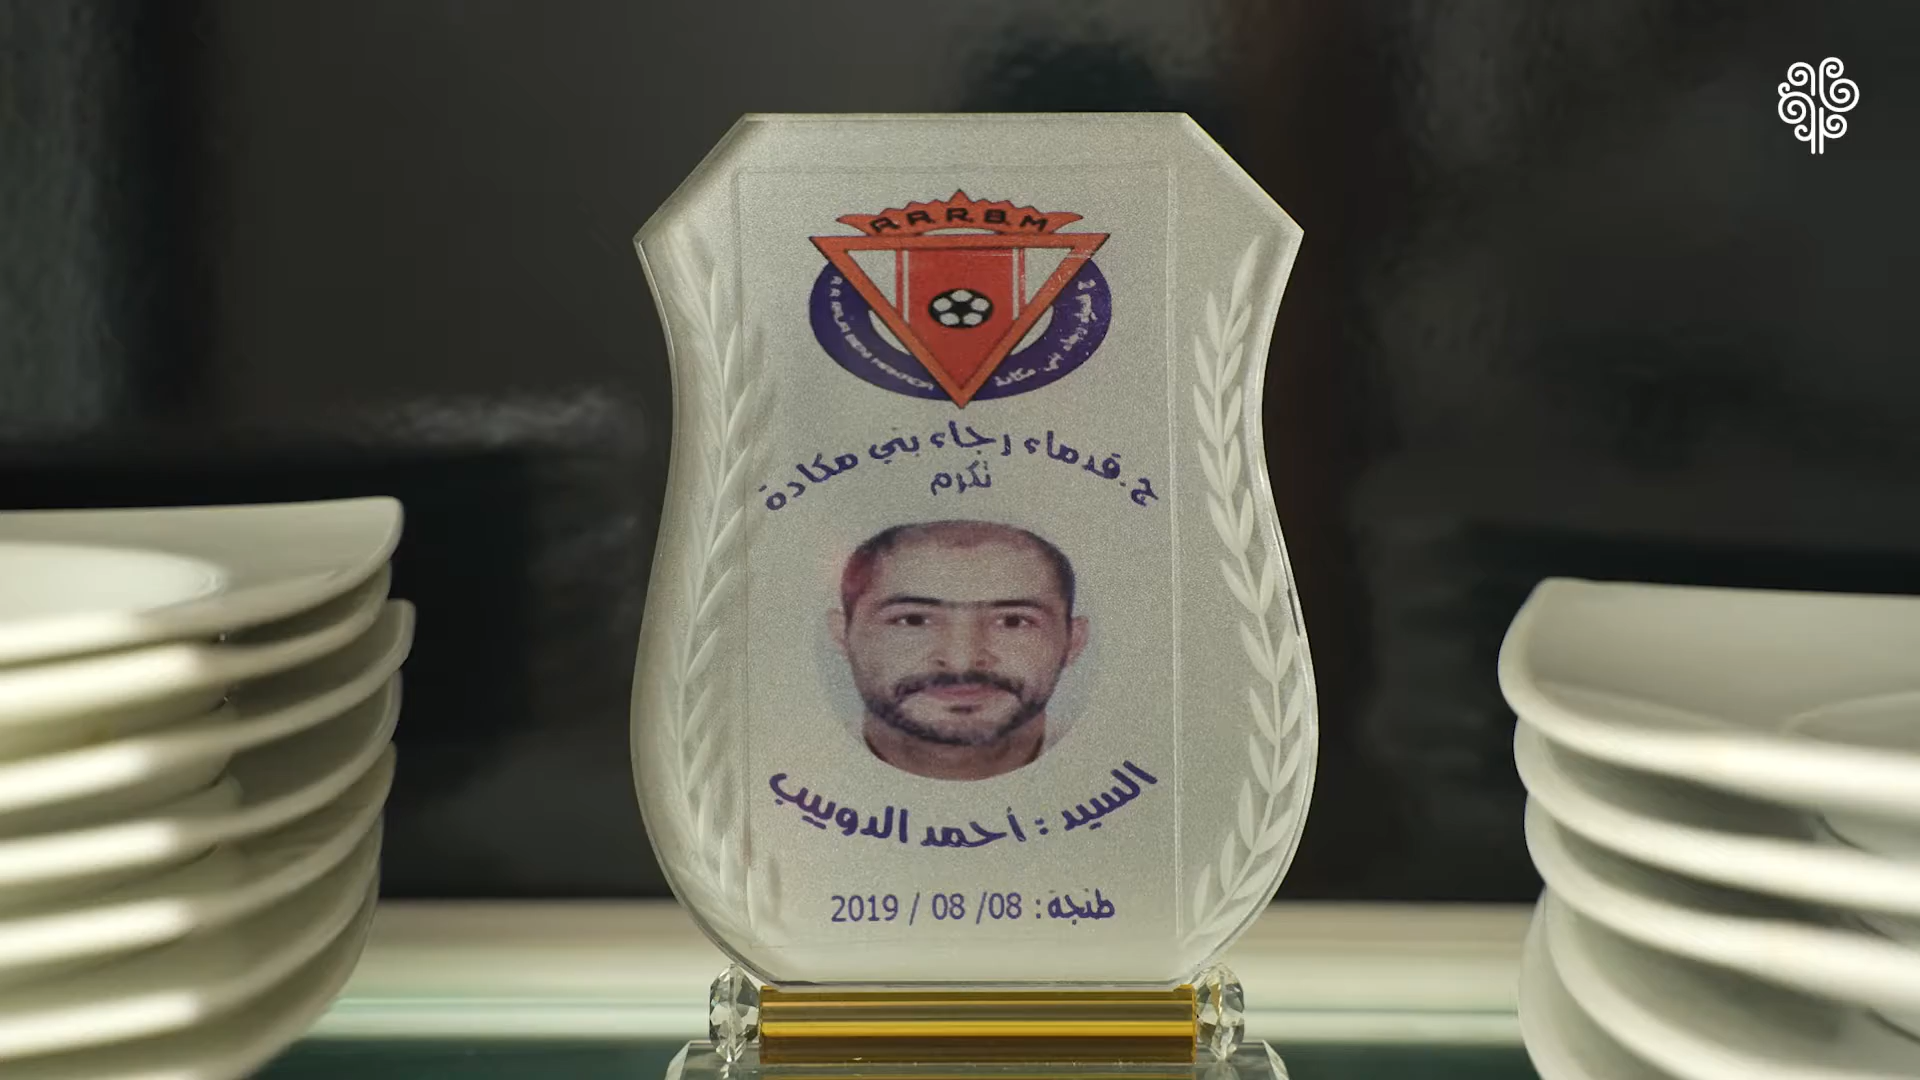 A.R.R.B.M
ج.قدماء رجاء بني مكادة
تكرم
السيد : أحمد الدويب
طنجة: 08/ 08 / 2019